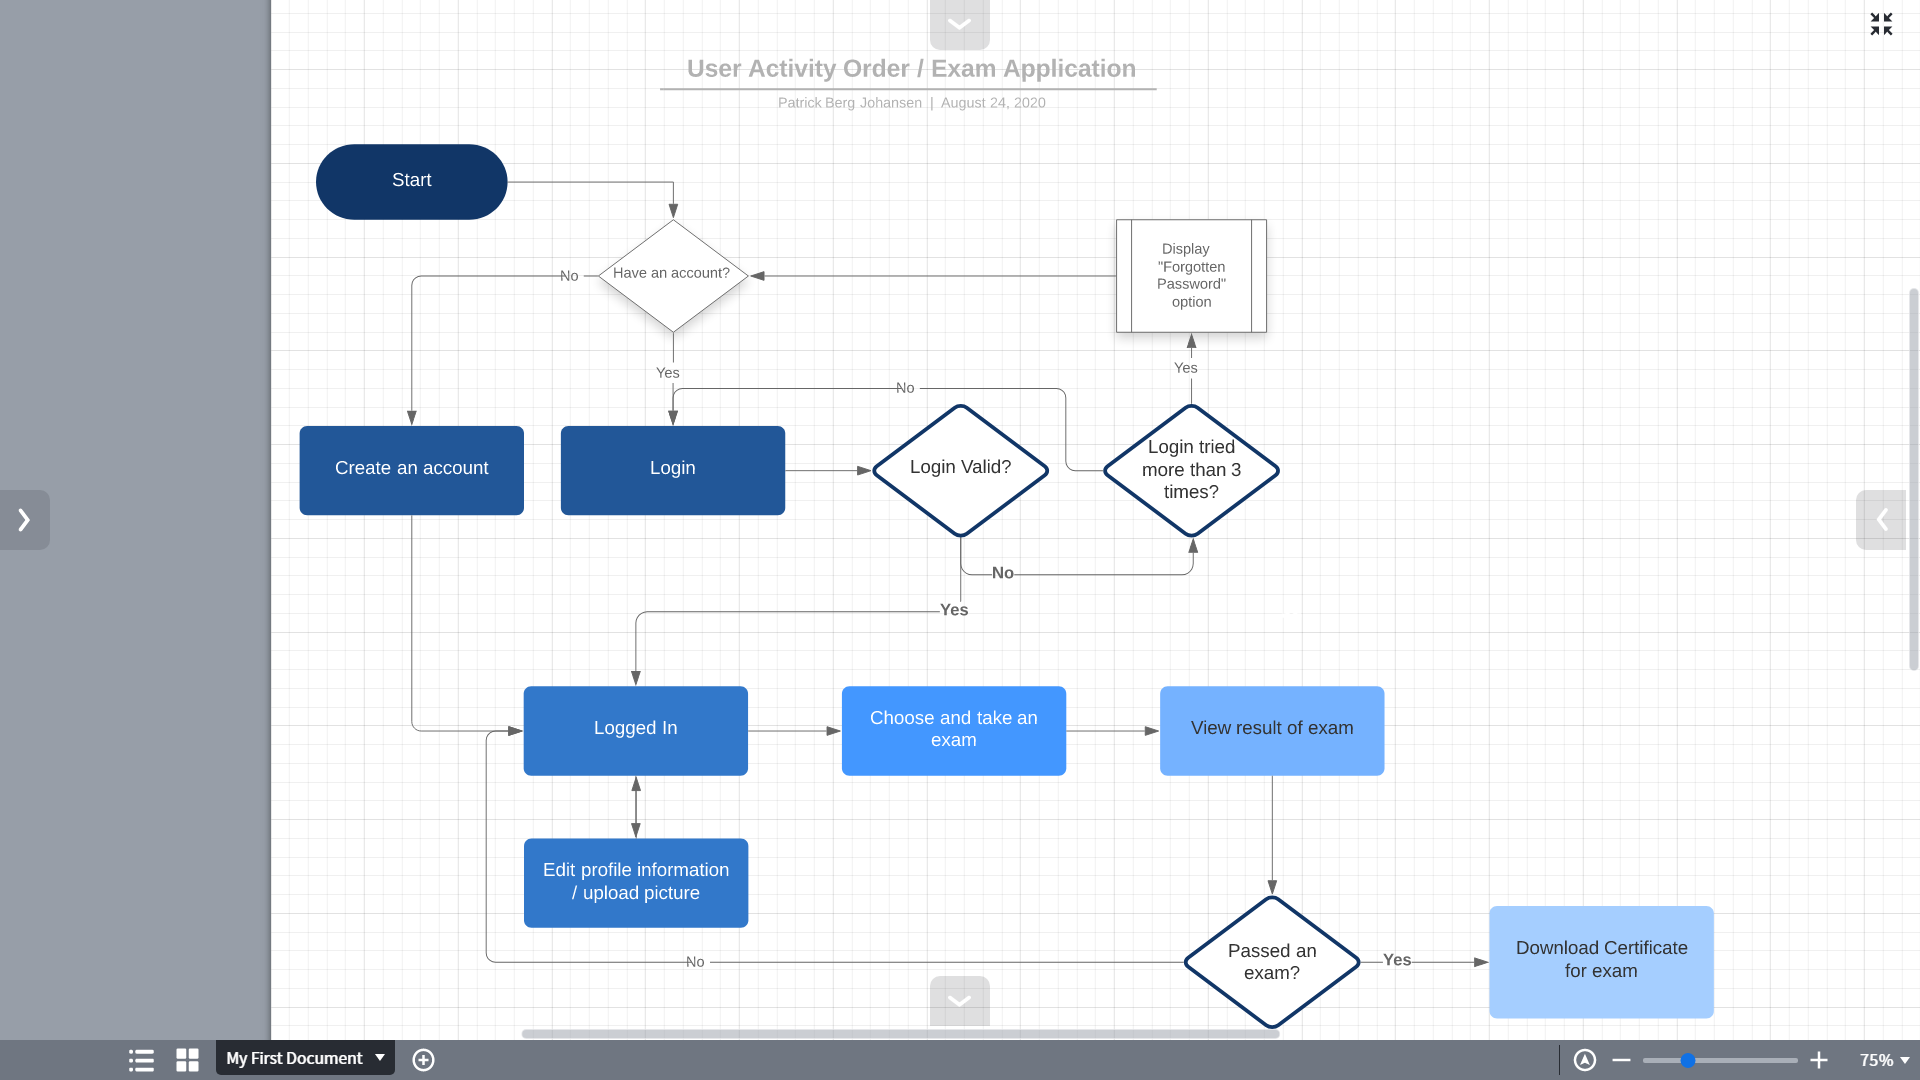 User Activity Order / Exam Application
Patrick Berg Johansen | August 24, 2020
Start
Have an account?
No
Display
"Forgotten
Password"
option
Yes
Yes
No
Create an account
Login
Login Valid?
Login tried
more than 3
times?
No
Yes
Logged In
Choose and take an
exam
View result of exam
Edit profile information
/ upload picture
No
Passed an
exam?
Yes
Download Certificate
for exam
My First Document
75%